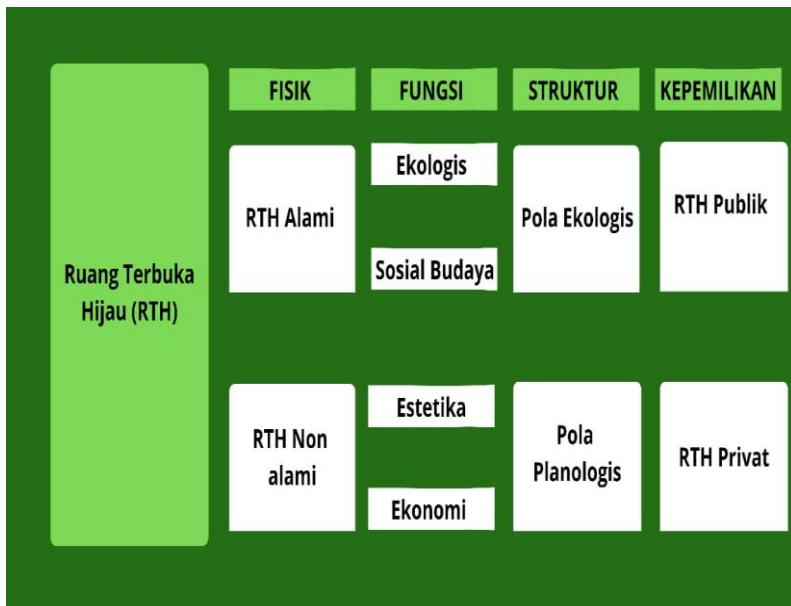 FISIK
FUNGSI
STRUKTUR
KEPEMILIKAN
Ruang Terbuka
Hijau (RTH)
RTH Alami
Ekologis
Sosial Budaya
Pola Ekologis
RTH Publik
RTH Non
alami
Estetika
Ekonomi
Pola
Planologis
RTH Privat